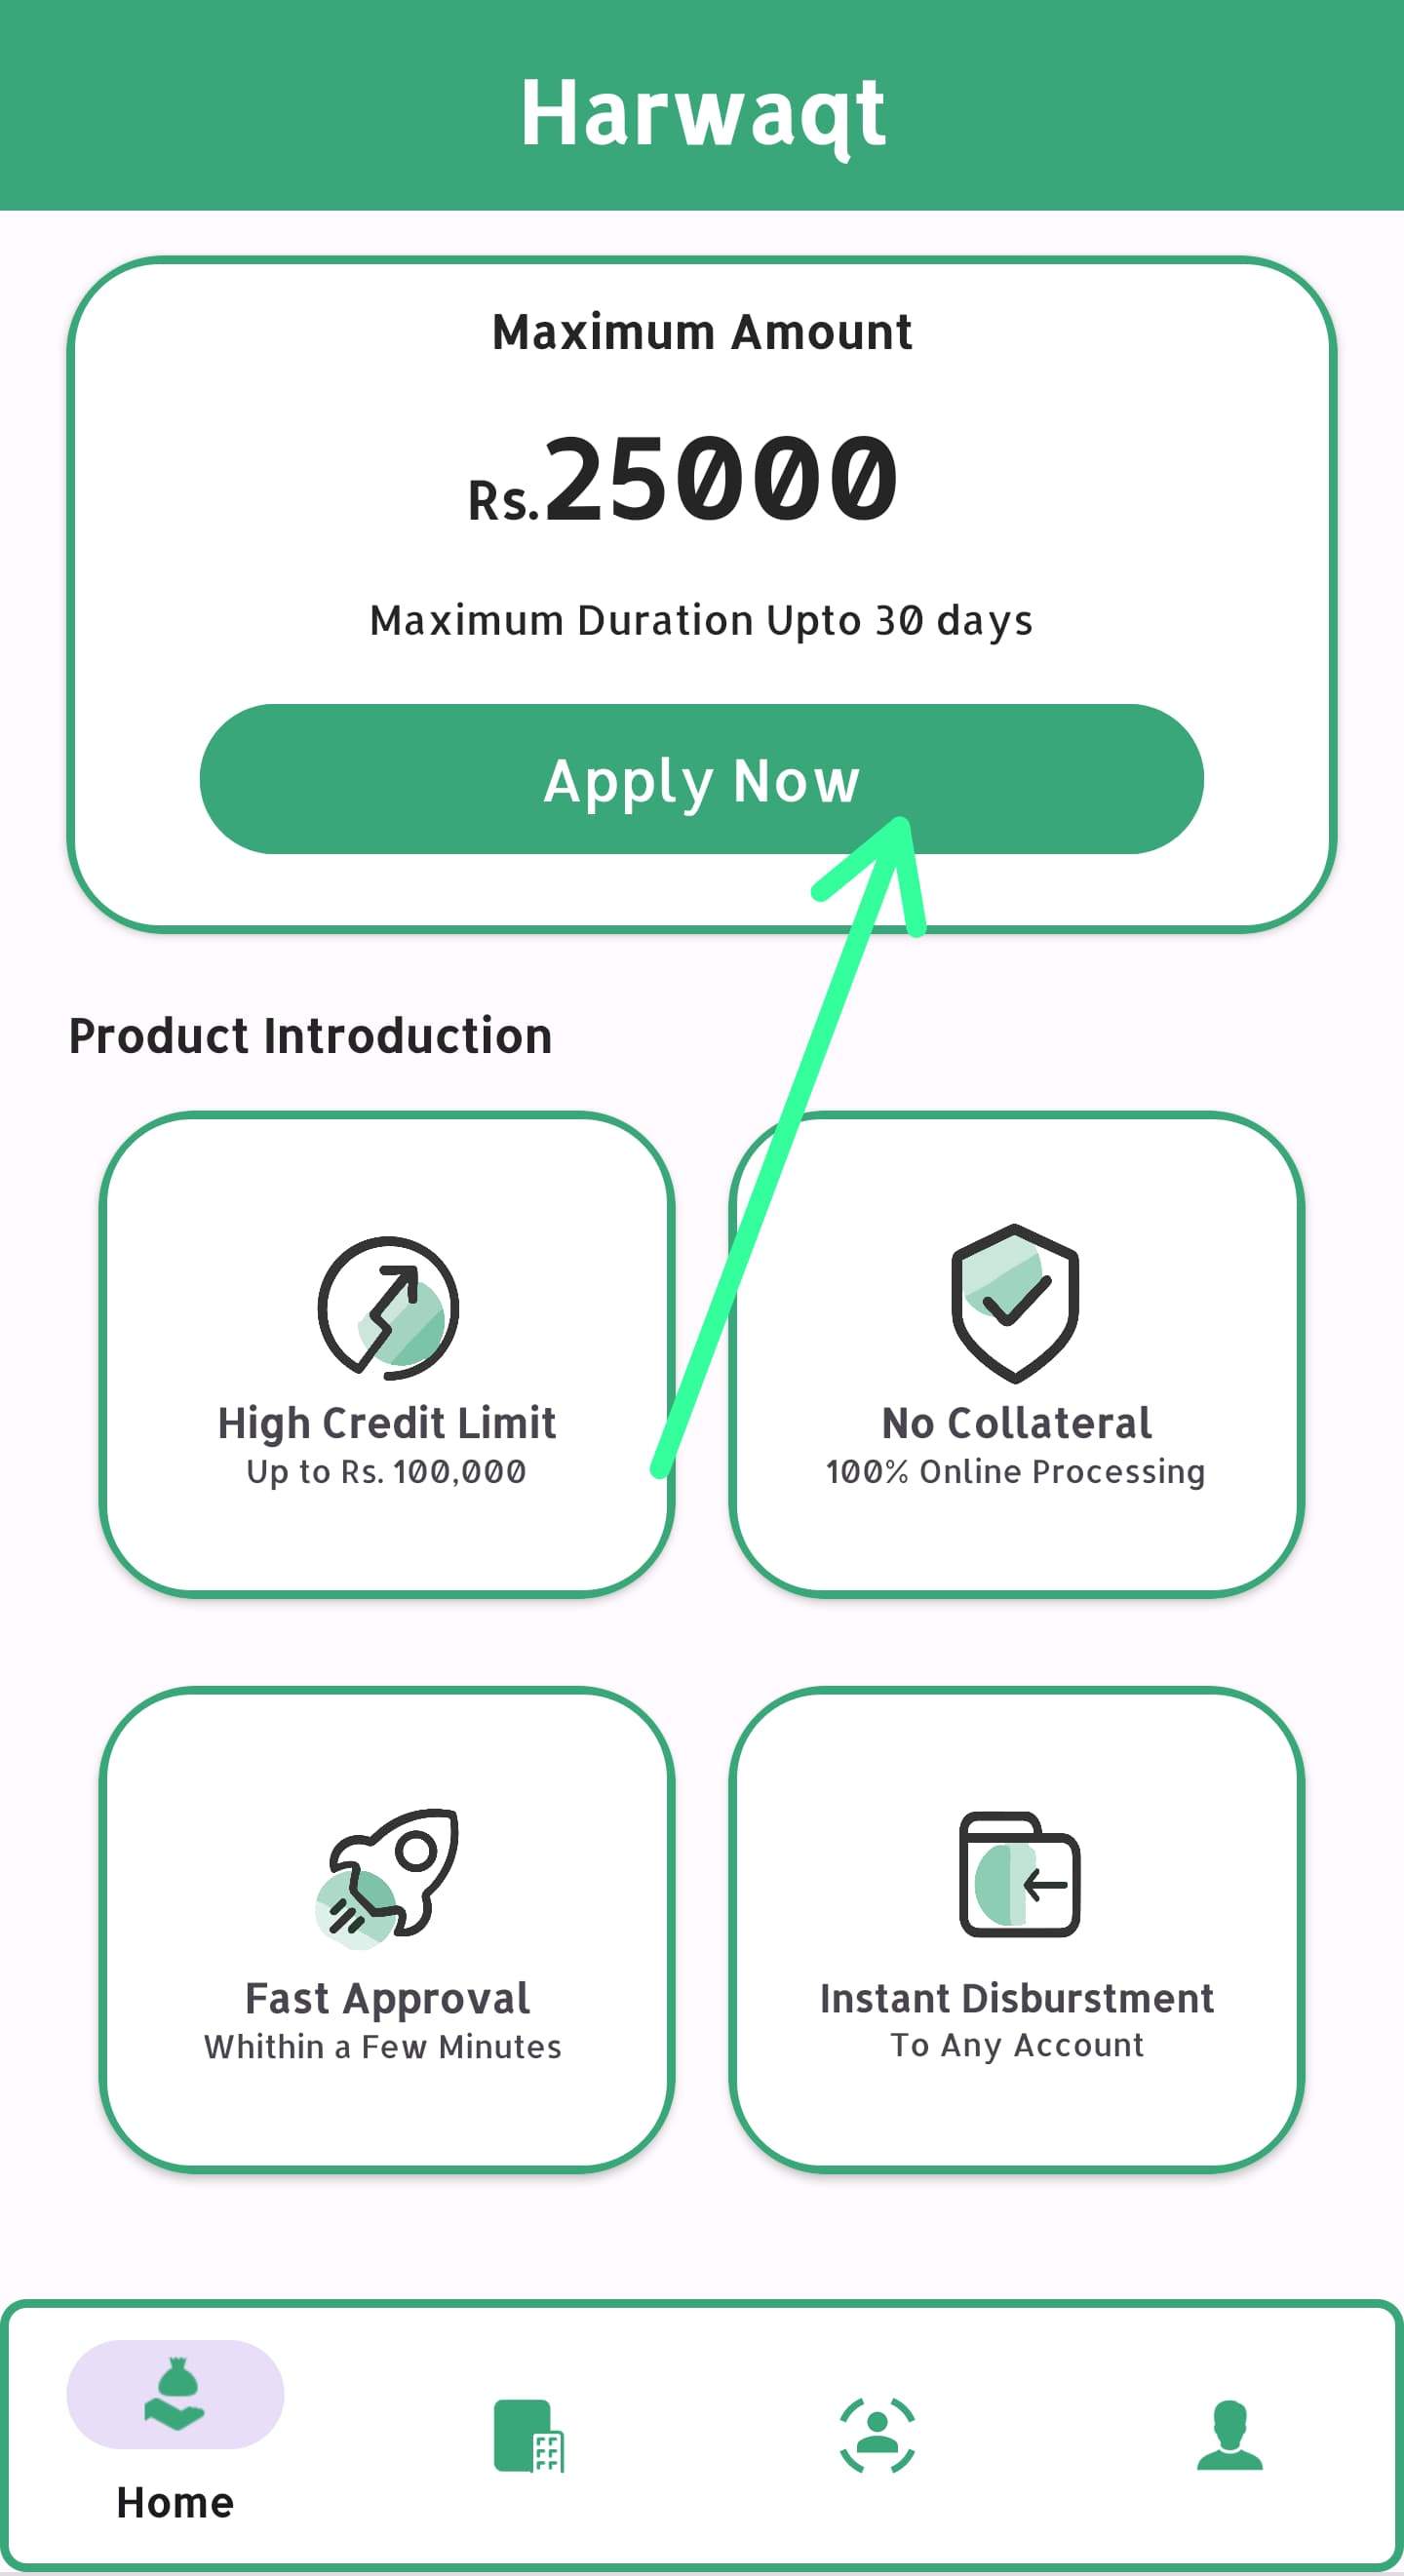 Harwaqt
Maximum Amount
Rs.25000
Maximum Duration Upto 30 days
Apply Now
Product Introduction
High Credit Limit
Up to Rs. 100,000
No Collateral
100% Online Processing
Fast Approval
Whithin a Few Minutes
Instant Disburstment
To Any Account
Home